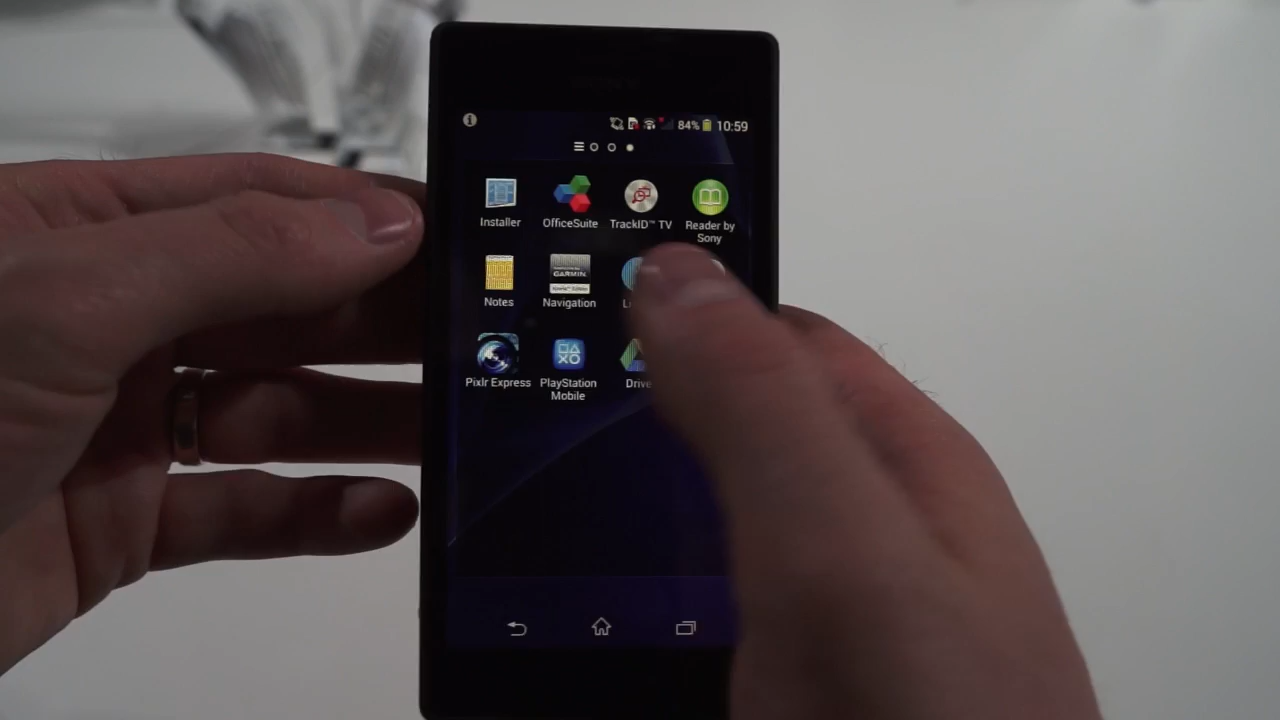 84% 10:59
Installer OfficeSuite TrackID™ TV Reader by
Sony
GARMIN
Notes Navigation
Pixlr Express PlayStation Drive
Mobile